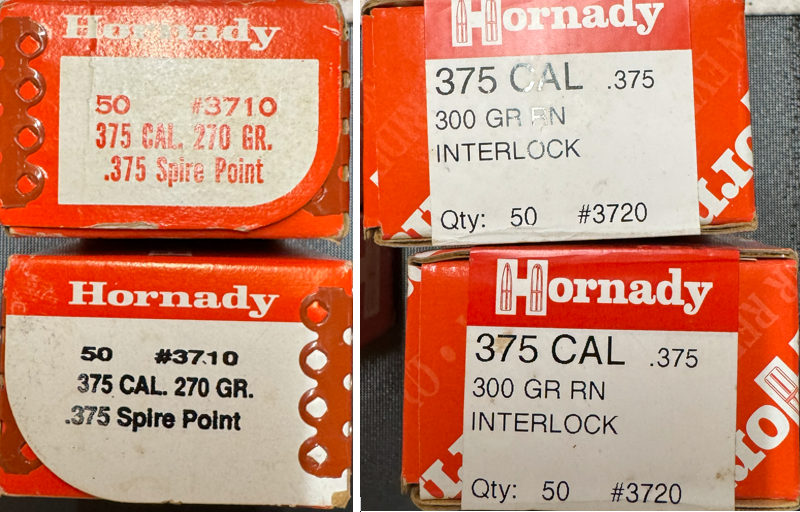 Hornady
50 #3710
375 CAL. 270 GR.
.375 Spire Point
Hornady
50 #3710
375 CAL. 270 GR.
.375 Spire Point
Hornady
375 CAL .375
300 GR RN
INTERLOCK
Qty: 50 #3720
Hornady
375 CAL .375
300 GR RN
INTERLOCK
Qty: 50 #3720